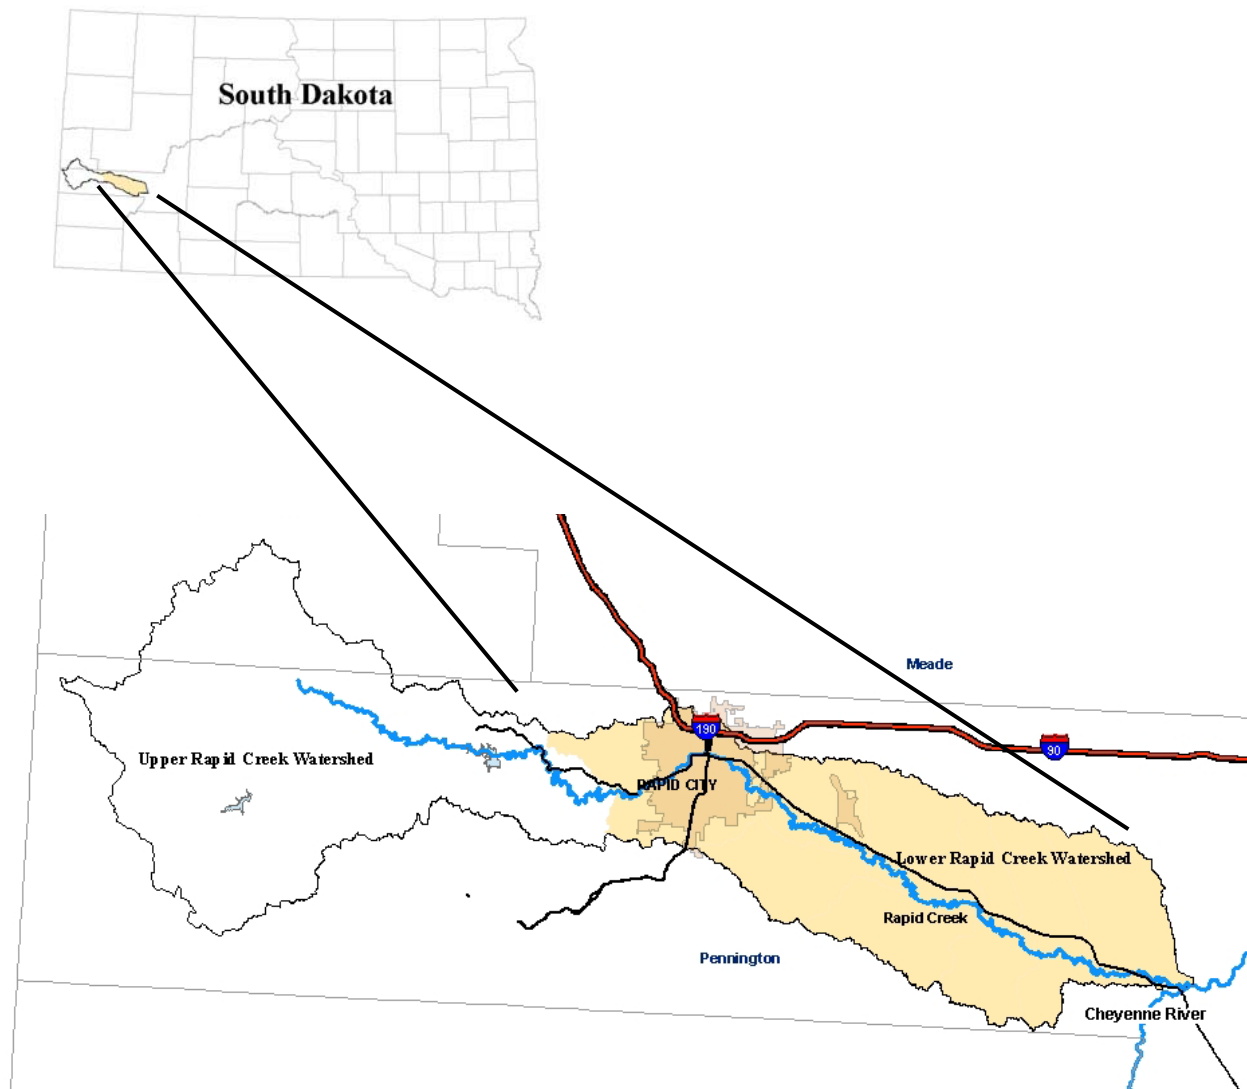 South Dakota
Meade
190
90
Upper Rapid Creek Watershed
RAPID CITY
Lower Rapid Creek Watershed
Rapid Creek
Pennington
Cheyenne River